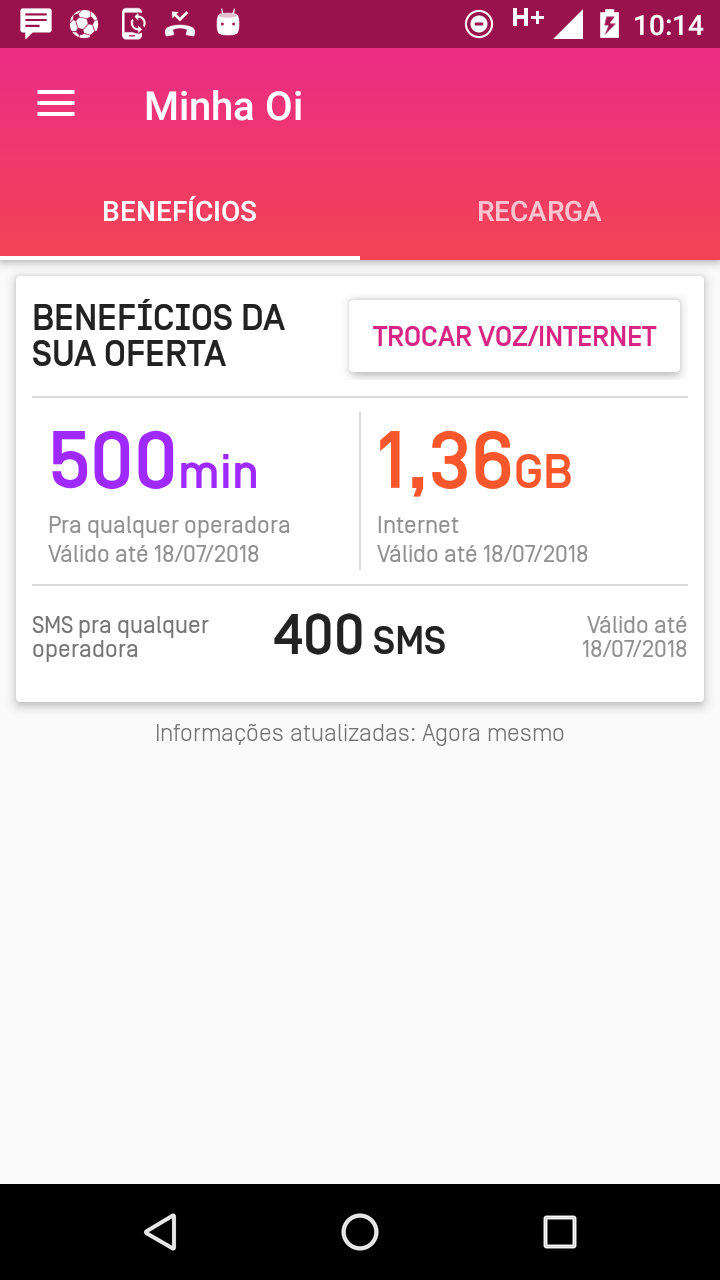 H+ 10:14
Minha Oi
BENEFÍCIOS RECARGA
BENEFÍCIOS DA
SUA OFERTA
TROCAR VOZ/INTERNET
500min
Pra qualquer operadora
Válido até 18/07/2018
1,36GB
Internet
Válido até 18/07/2018
SMS pra qualquer
operadora
400 SMS
Válido até
18/07/2018
Informações atualizadas: Agora mesmo